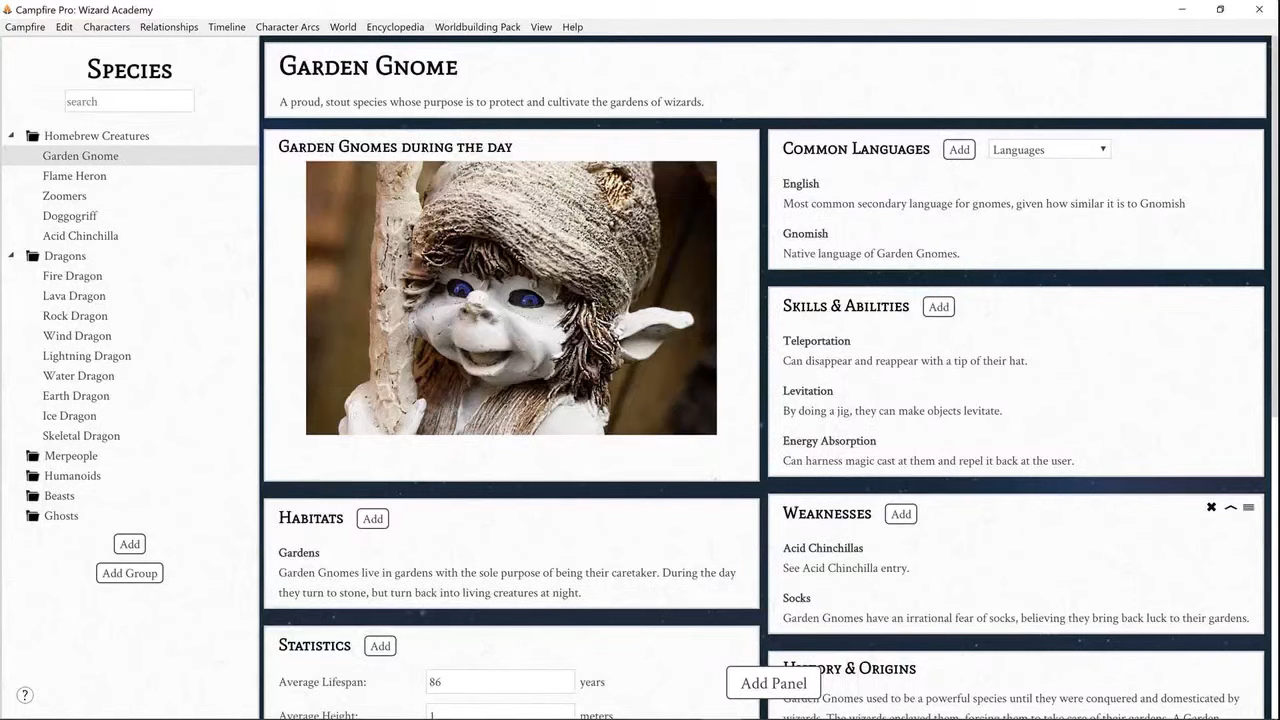 Campfire Pro: Wizard Academy
Campfire Edit Characters Relationships Timeline Character Arcs World Encyclopedia Worldbuilding Pack View Help
Species
search
Homebrew Creatures
Garden Gnome
Flame Heron
Zoomers
Doggogriff
Acid Chinchilla
Dragons
Fire Dragon
Lava Dragon
Rock Dragon
Wind Dragon
Lightning Dragon
Water Dragon
Earth Dragon
Ice Dragon
Skeletal Dragon
Merpeople
Humanoids
Beasts
Ghosts
Add
Add Group
?
Garden Gnome
A proud, stout species whose purpose is to protect and cultivate the gardens of wizards.
Garden Gnomes during the day
Habitats Add
Gardens
Garden Gnomes live in gardens with the sole purpose of being their caretaker. During the day
they turn to stone, but turn back into living creatures at night.
Statistics Add
Average Lifespan: 86 years
Average Height: 1 meters
Common Languages Add Languages
English
Most common secondary language for gnomes, given how similar it is to Gnomish
Gnomish
Native language of Garden Gnomes.
Skills & Abilities Add
Teleportation
Can disappear and reappear with a tip of their hat.
Levitation
By doing a jig, they can make objects levitate.
Energy Absorption
Can harness magic cast at them and repel it back at the user.
Weaknesses Add
Acid Chinchillas
See Acid Chinchilla entry.
Socks
Garden Gnomes have an irrational fear of socks, believing they bring back luck to their gardens.
History & Origins
Garden Gnomes used to be a powerful species until they were conquered and domesticated by
wizards. The wizards enslaved them, forcing them to take care of their gardens. A Garden
Add Panel